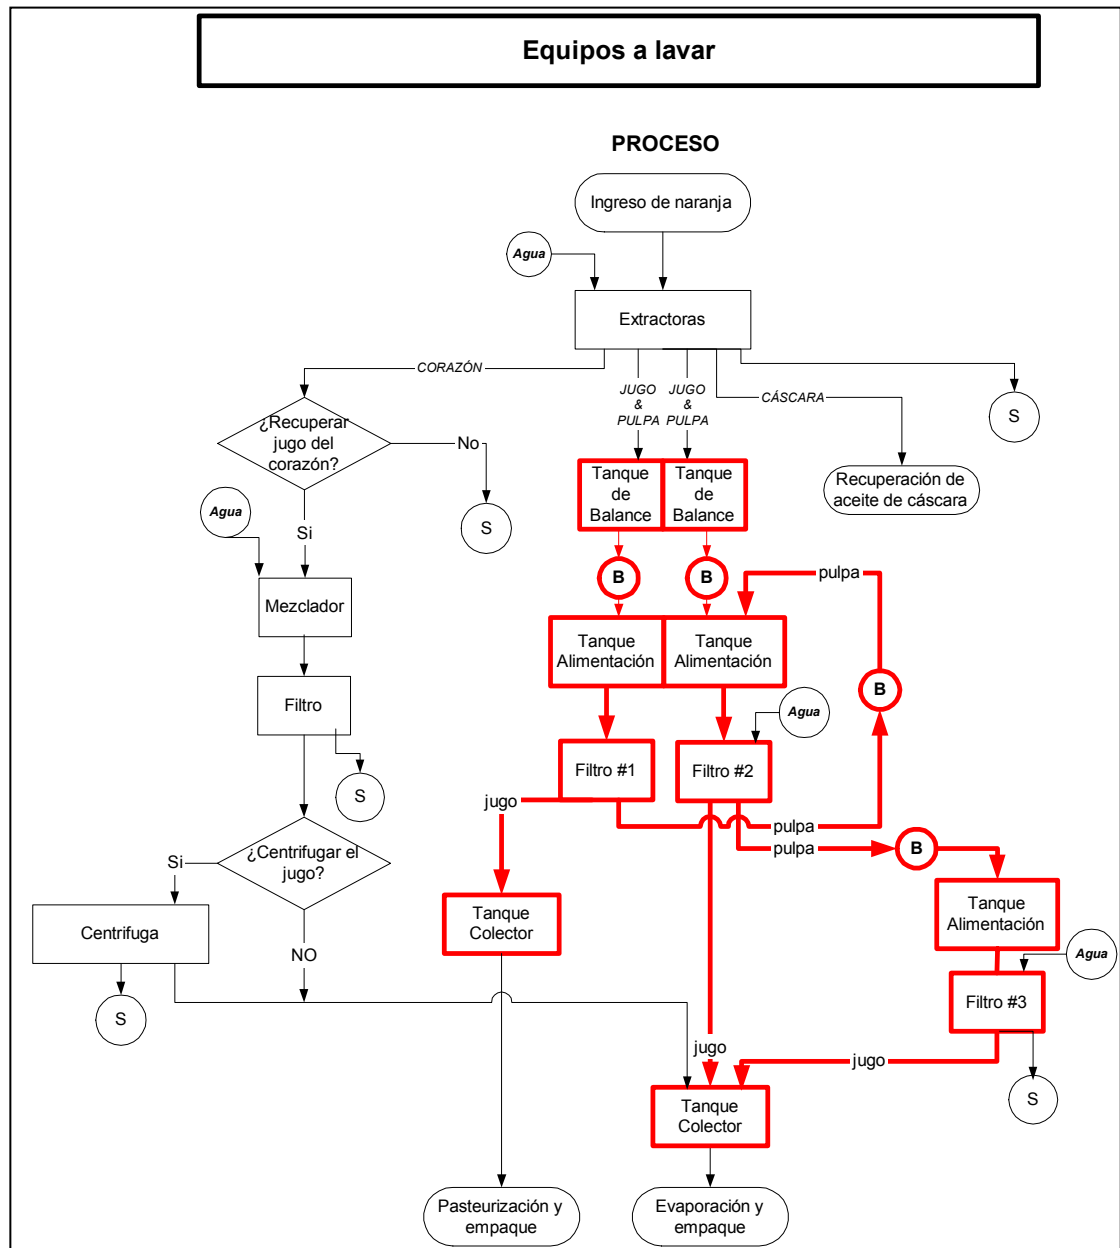 Equipos a lavar
PROCESO
Ingreso de naranja
Agua
Extractoras
CORAZÓN
JUGO
&
PULPA
JUGO
&
PULPA
CÁSCARA
S
¿Recuperar
jugo del
corazón?
No
S
Tanque
de
Balance
Tanque
de
Balance
Recuperación de
aceite de cáscara
Agua
Si
B
B
pulpa
Mezclador
Tanque
Alimentación
Tanque
Alimentación
B
Filtro
Agua
Filtro #1
Filtro #2
S
jugo
pulpa
pulpa
B
¿Centrifugar el
jugo?
Si
Tanque
Colector
Tanque
Alimentación
Centrifuga
NO
Agua
Filtro #3
S
jugo
jugo
S
Tanque
Colector
Pasteurización y
empaque
Evaporación y
empaque